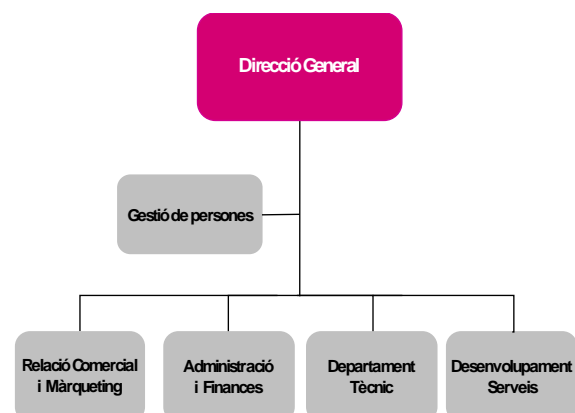 Direcció General
Gestió de persones
Relació Comercial
i Màrqueting
Administració
i Finances
Departament
Tècnic
Desenvolupament
Serveis